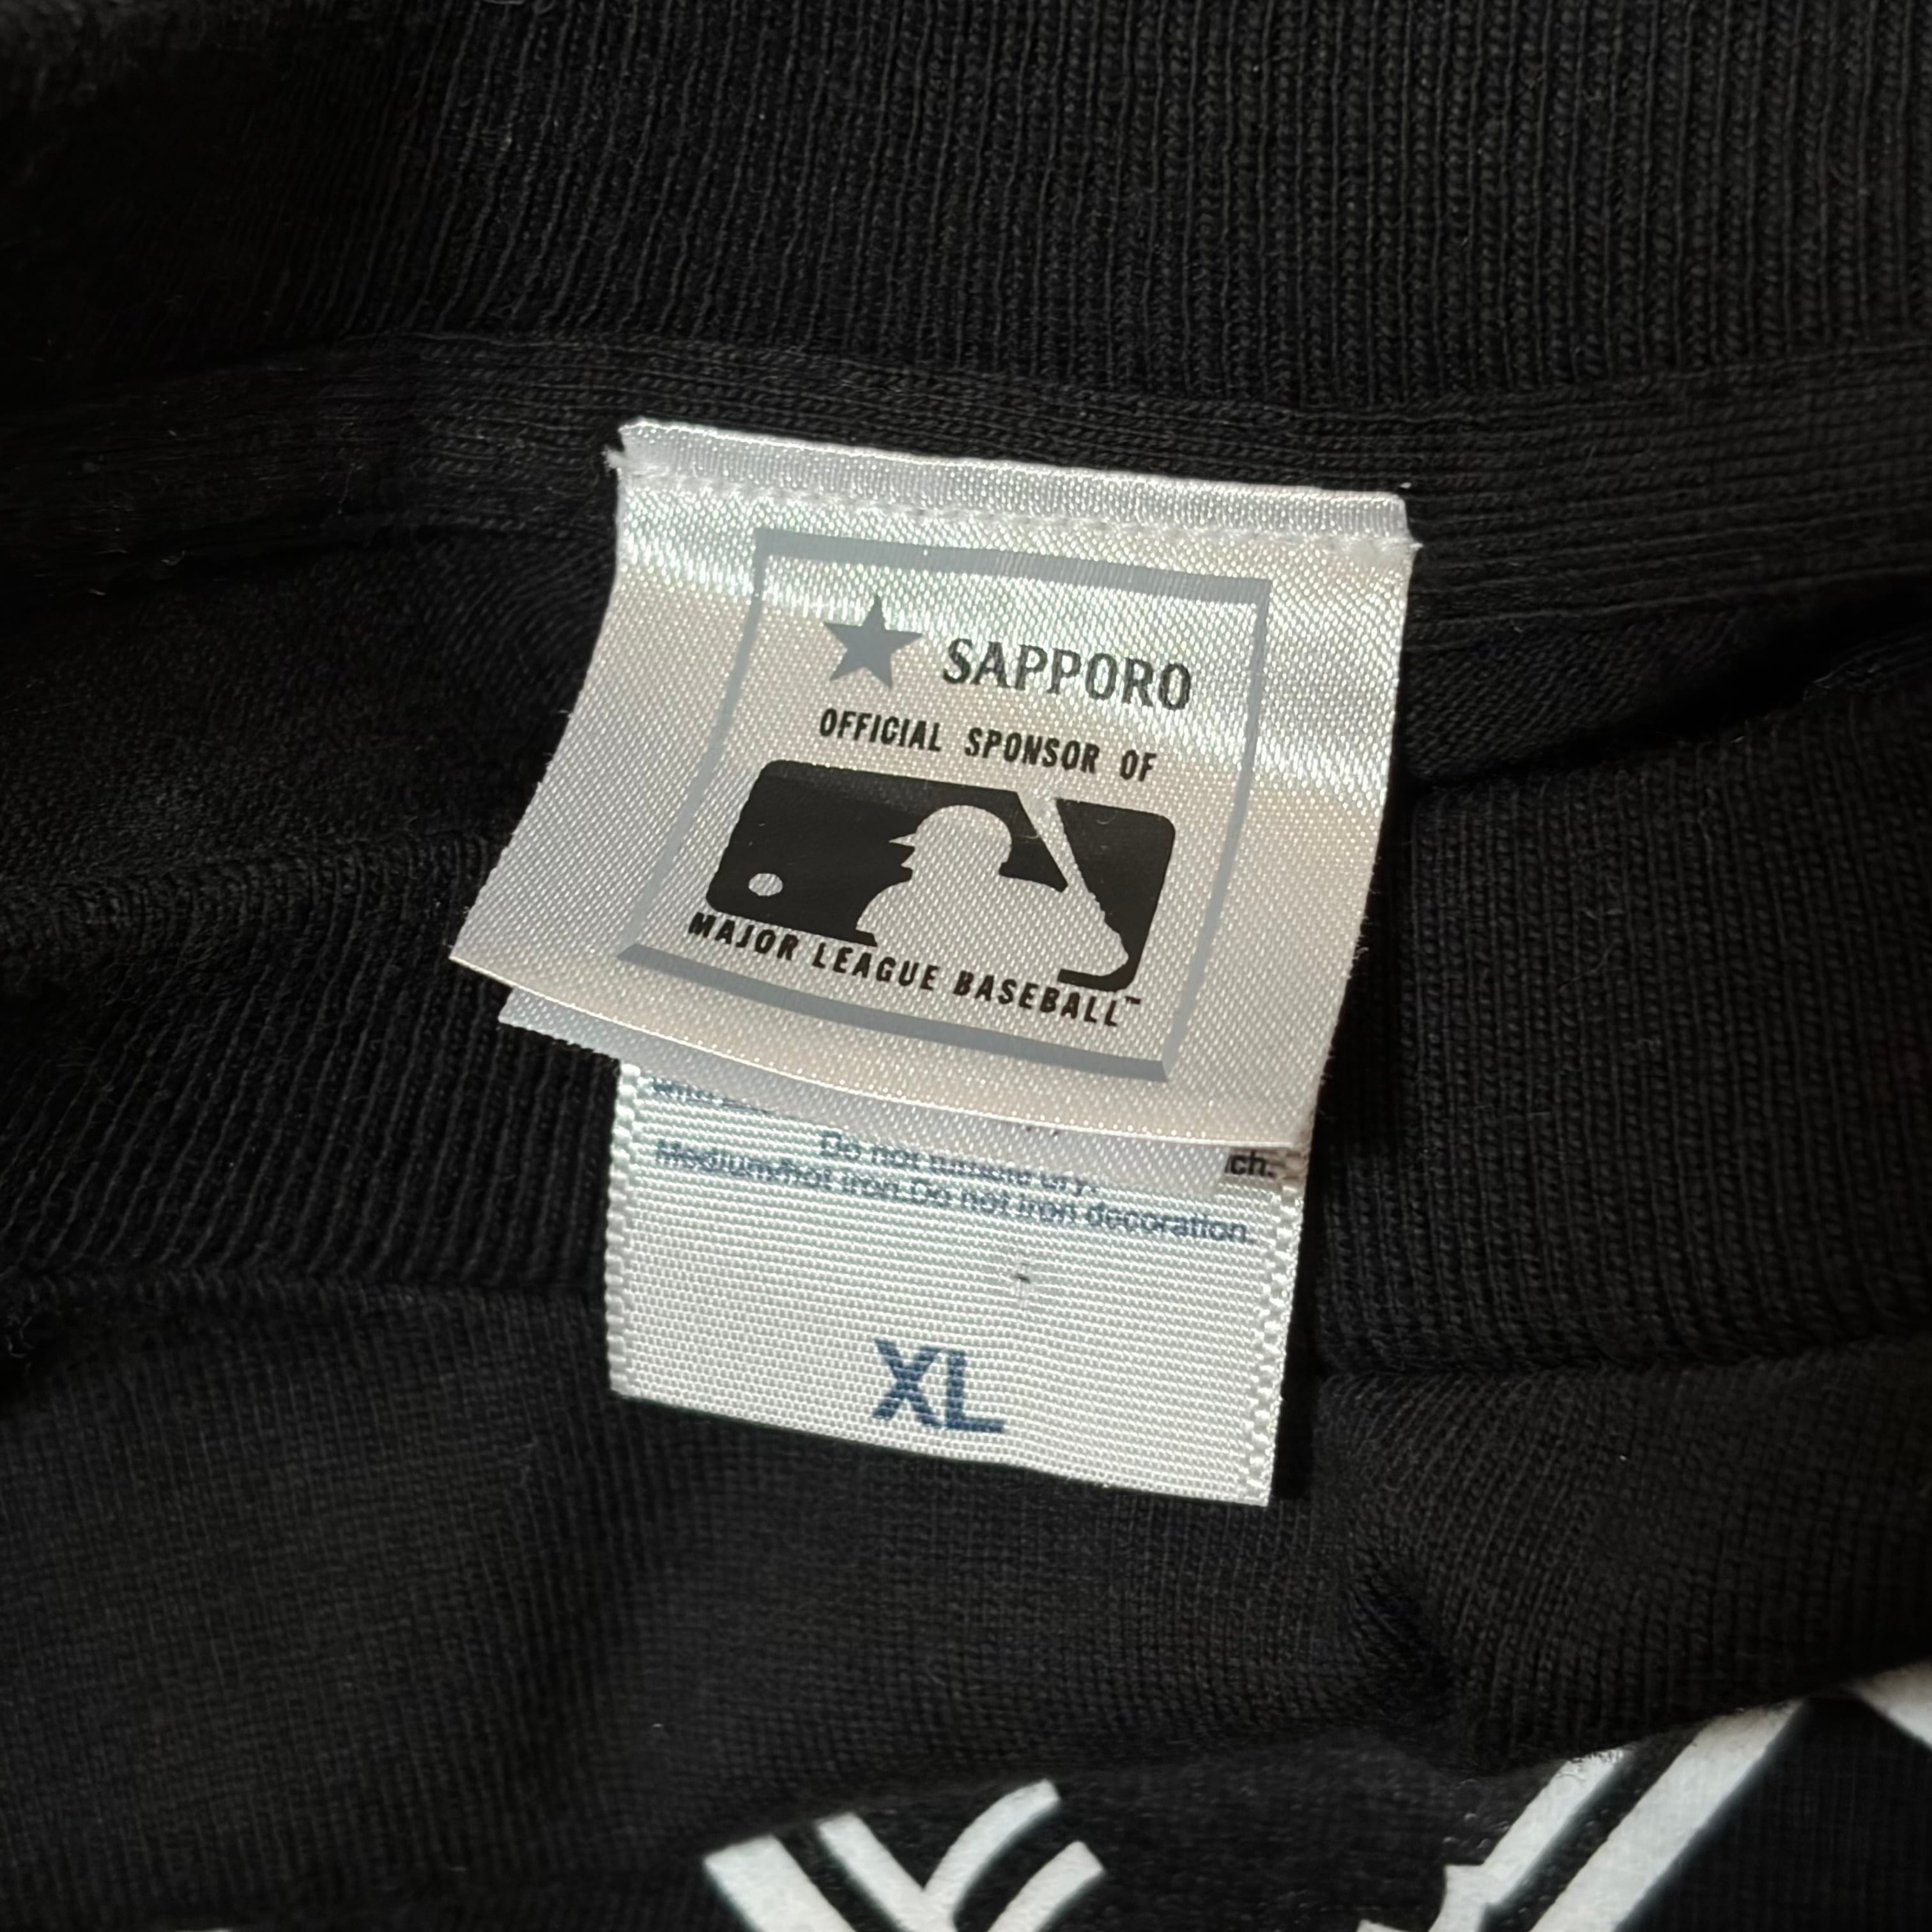 SAPPORO
OFFICIAL SPONSOR OF
MAJOR LEAGUE BASEBALL™
ch.
Do not tumble dry.
Medium/hot iron.Do not iron decoration.
XL